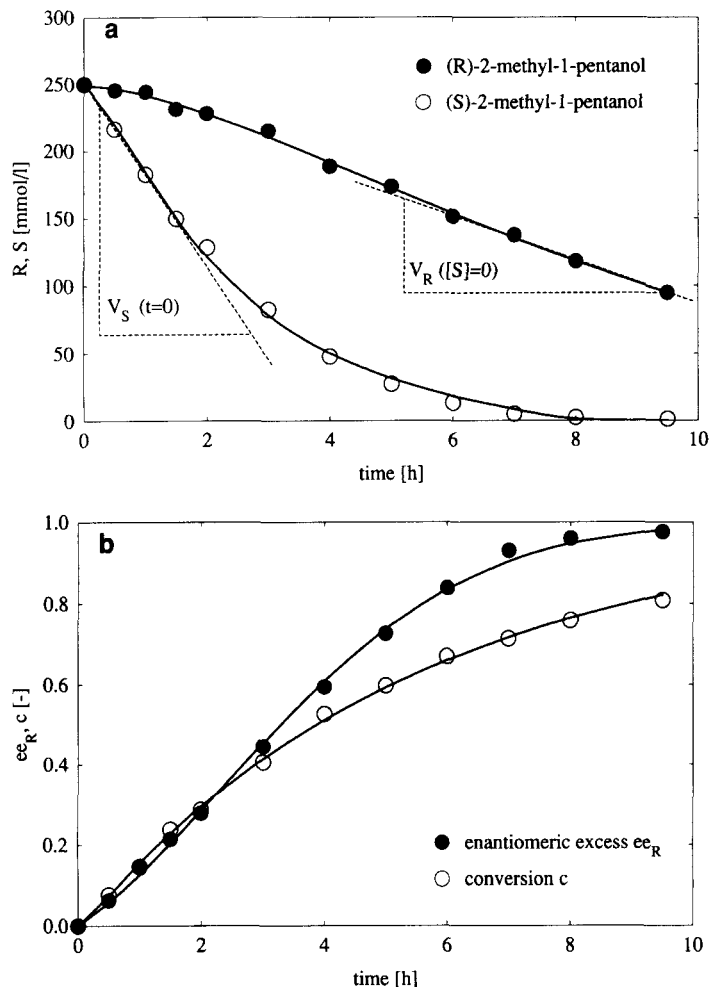 a
300
250
200
150
100
50
0
R, S [mmol/l]
(R)-2-methyl-1-pentanol
(S)-2-methyl-1-pentanol
V_S (t=0)
V_R ([S]=0)
0 2 4 6 8 10
time [h]
b
1.0
0.8
0.6
0.4
0.2
0.0
ee_R, c [-]
enantiomeric excess ee_R
conversion c
0 2 4 6 8 10
time [h]